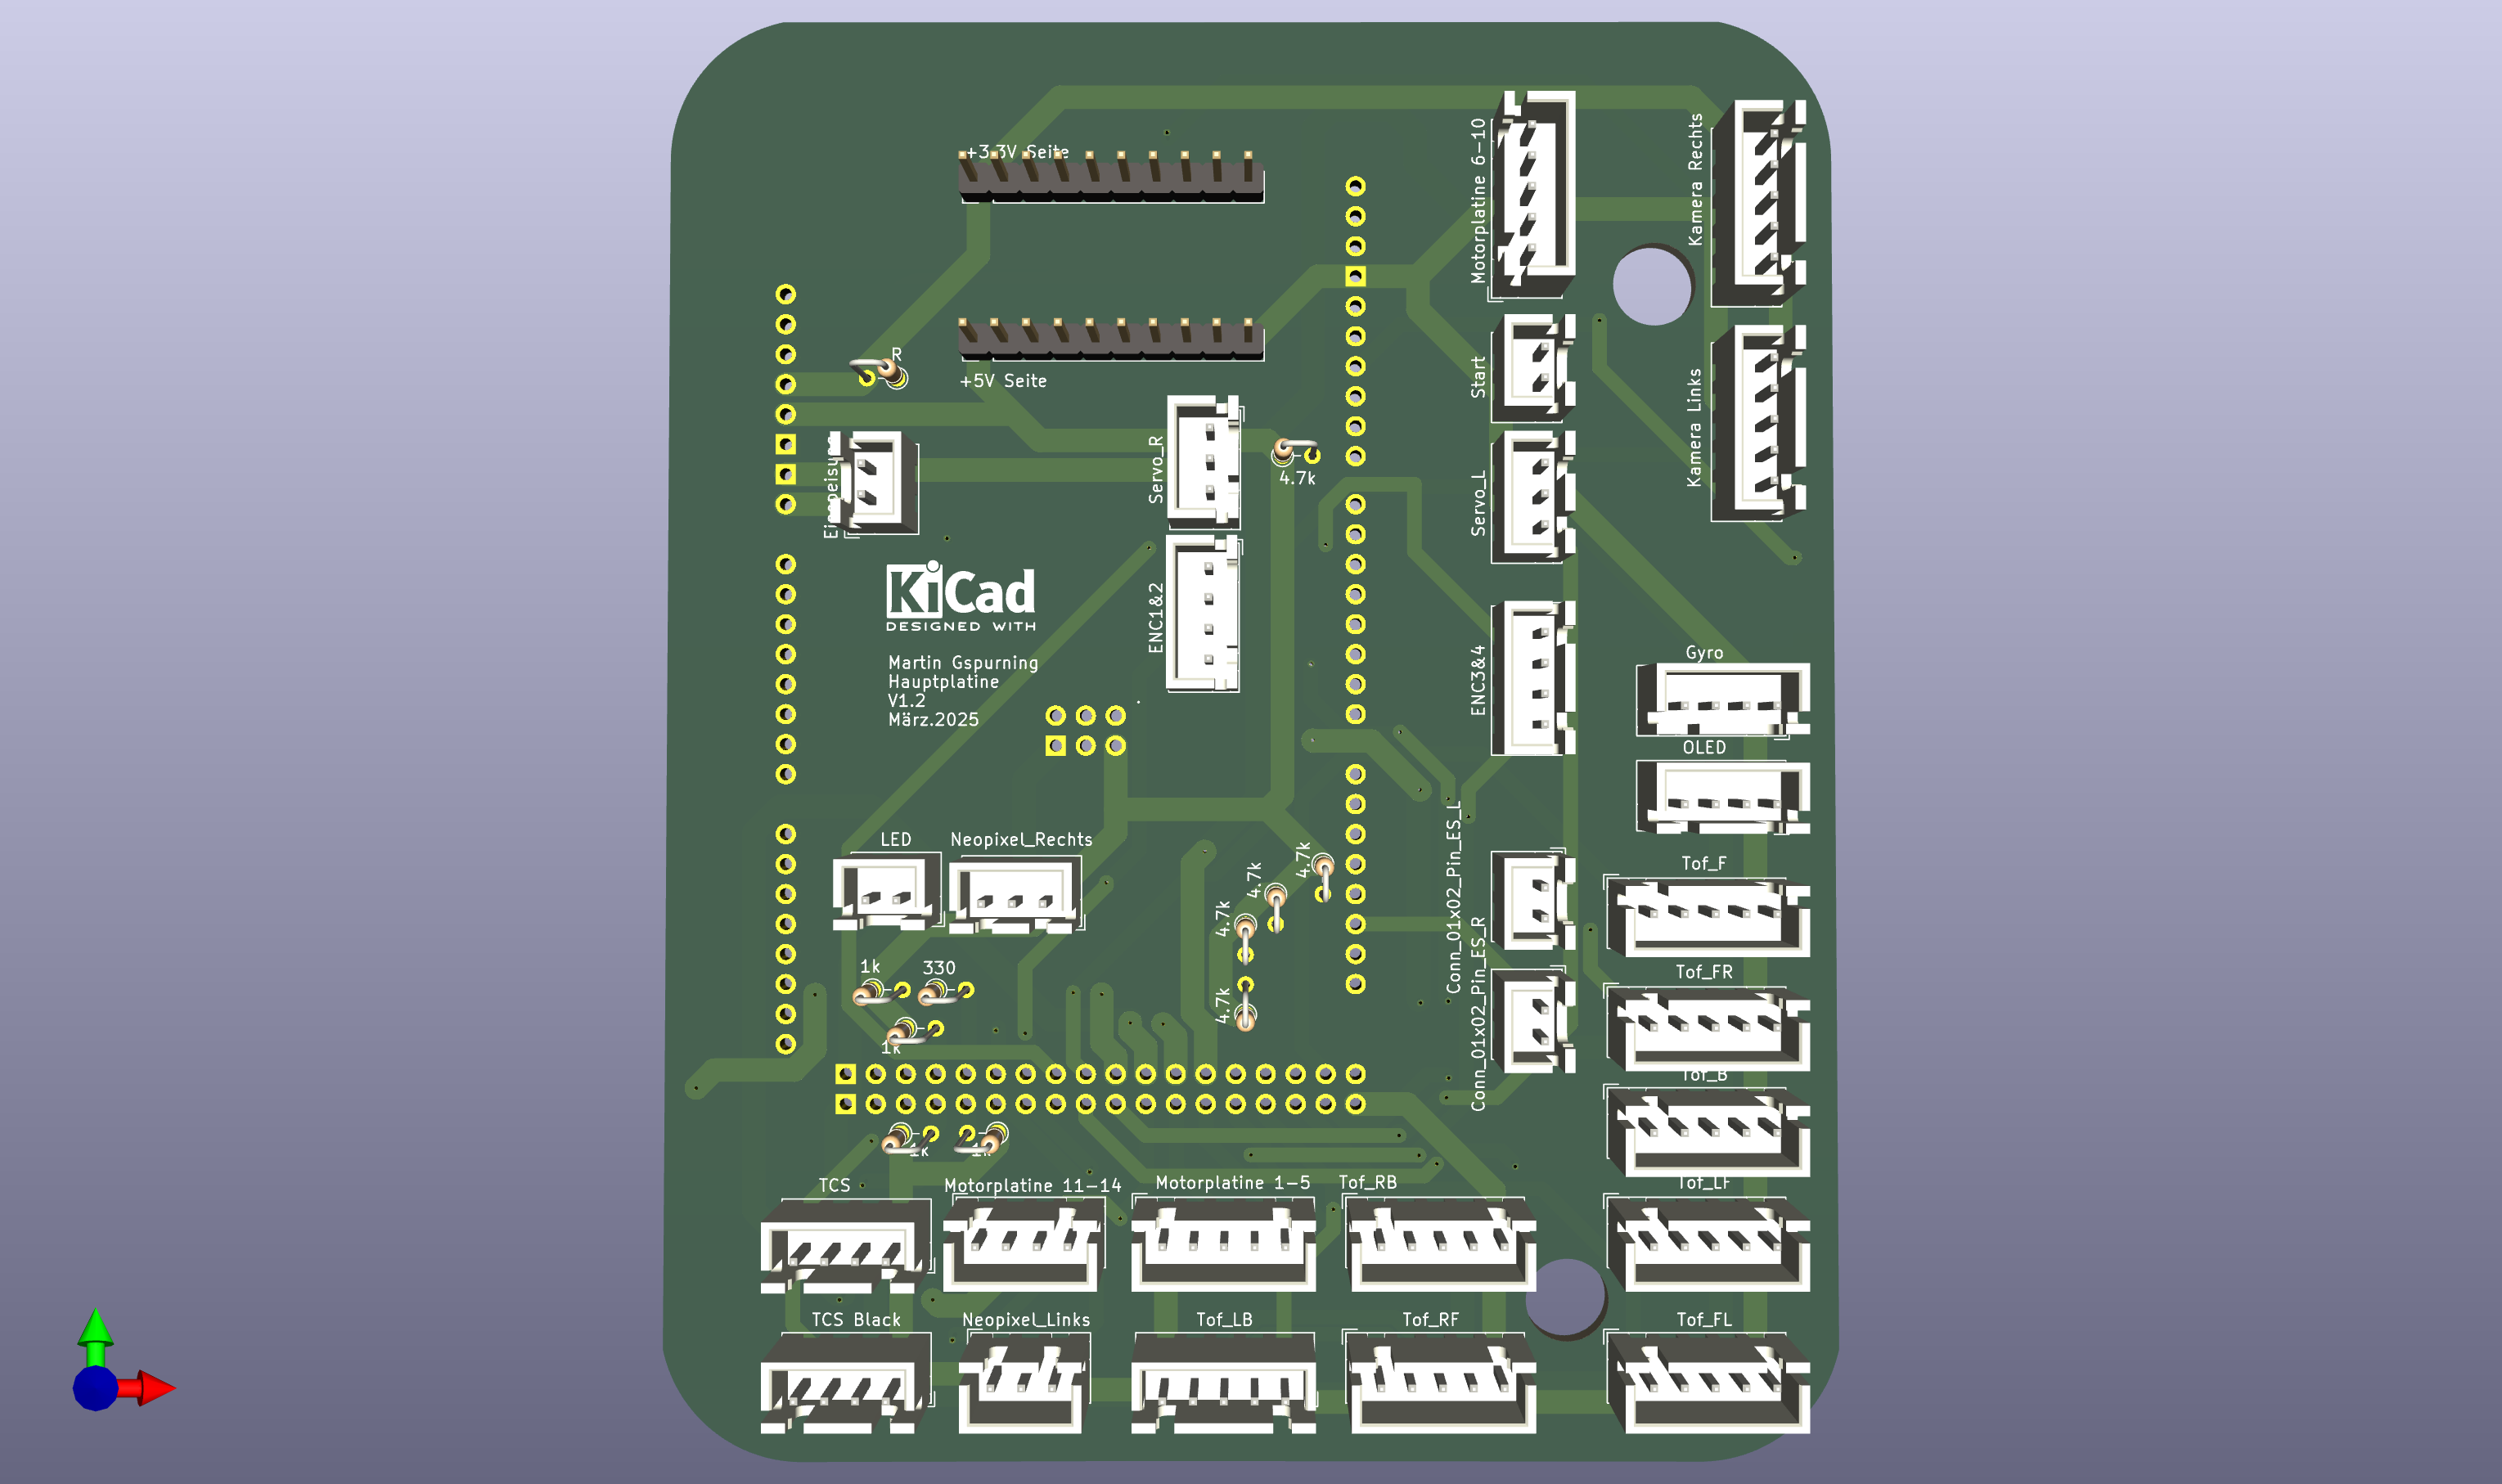 +3.3V Seite
Motorplatine 6-10
Kamera Rechts
R
+5V Seite
Start
Kamera Links
Servo_R
4.7k
Servo_L
KiCad
DESIGNED WITH
ENC1&2
Martin Gspurning
Hauptplatine
V1.2
März.2025
ENC3&4
Gyro
OLED
LED
Neopixel_Rechts
4.7k
4.7k
4.7k
4.7k
Conn_01x02_Pin_ES_L
Conn_01x02_Pin_ES_R
Tof_F
1k
330
1k
Tof_FR
Tof_B
1k
1k
TCS
Motorplatine 11-14
Motorplatine 1-5
Tof_RB
Tof_LF
TCS Black
Neopixel_Links
Tof_LB
Tof_RF
Tof_FL